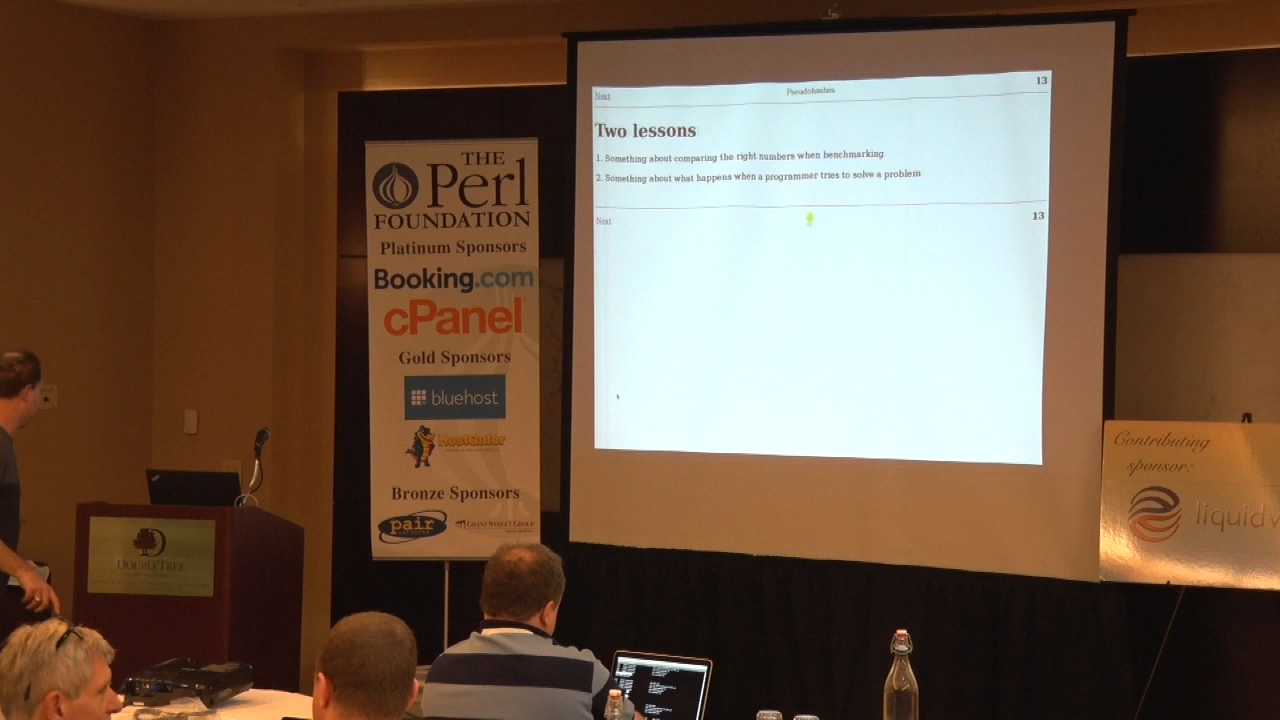 THE
Perl
FOUNDATION
Platinum Sponsors
Booking.com
cPanel
Gold Sponsors
bluehost
HostGator
Bronze Sponsors
pair
GRANT STREET GROUP
DOUBLETREE
13
Next
Pseudohashes
Two lessons
1. Something about comparing the right numbers when benchmarking
2. Something about what happens when a programmer tries to solve a problem
Next
13
Contributing
sponsor:
liquid